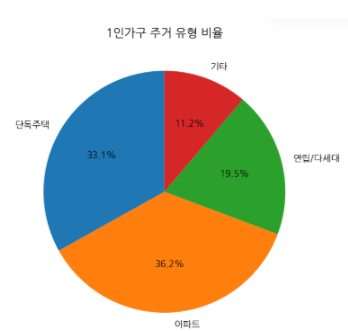 1인가구 주거 유형 비율
기타
11.2%
단독주택
33.1%
연립/다세대
19.5%
36.2%
아파트